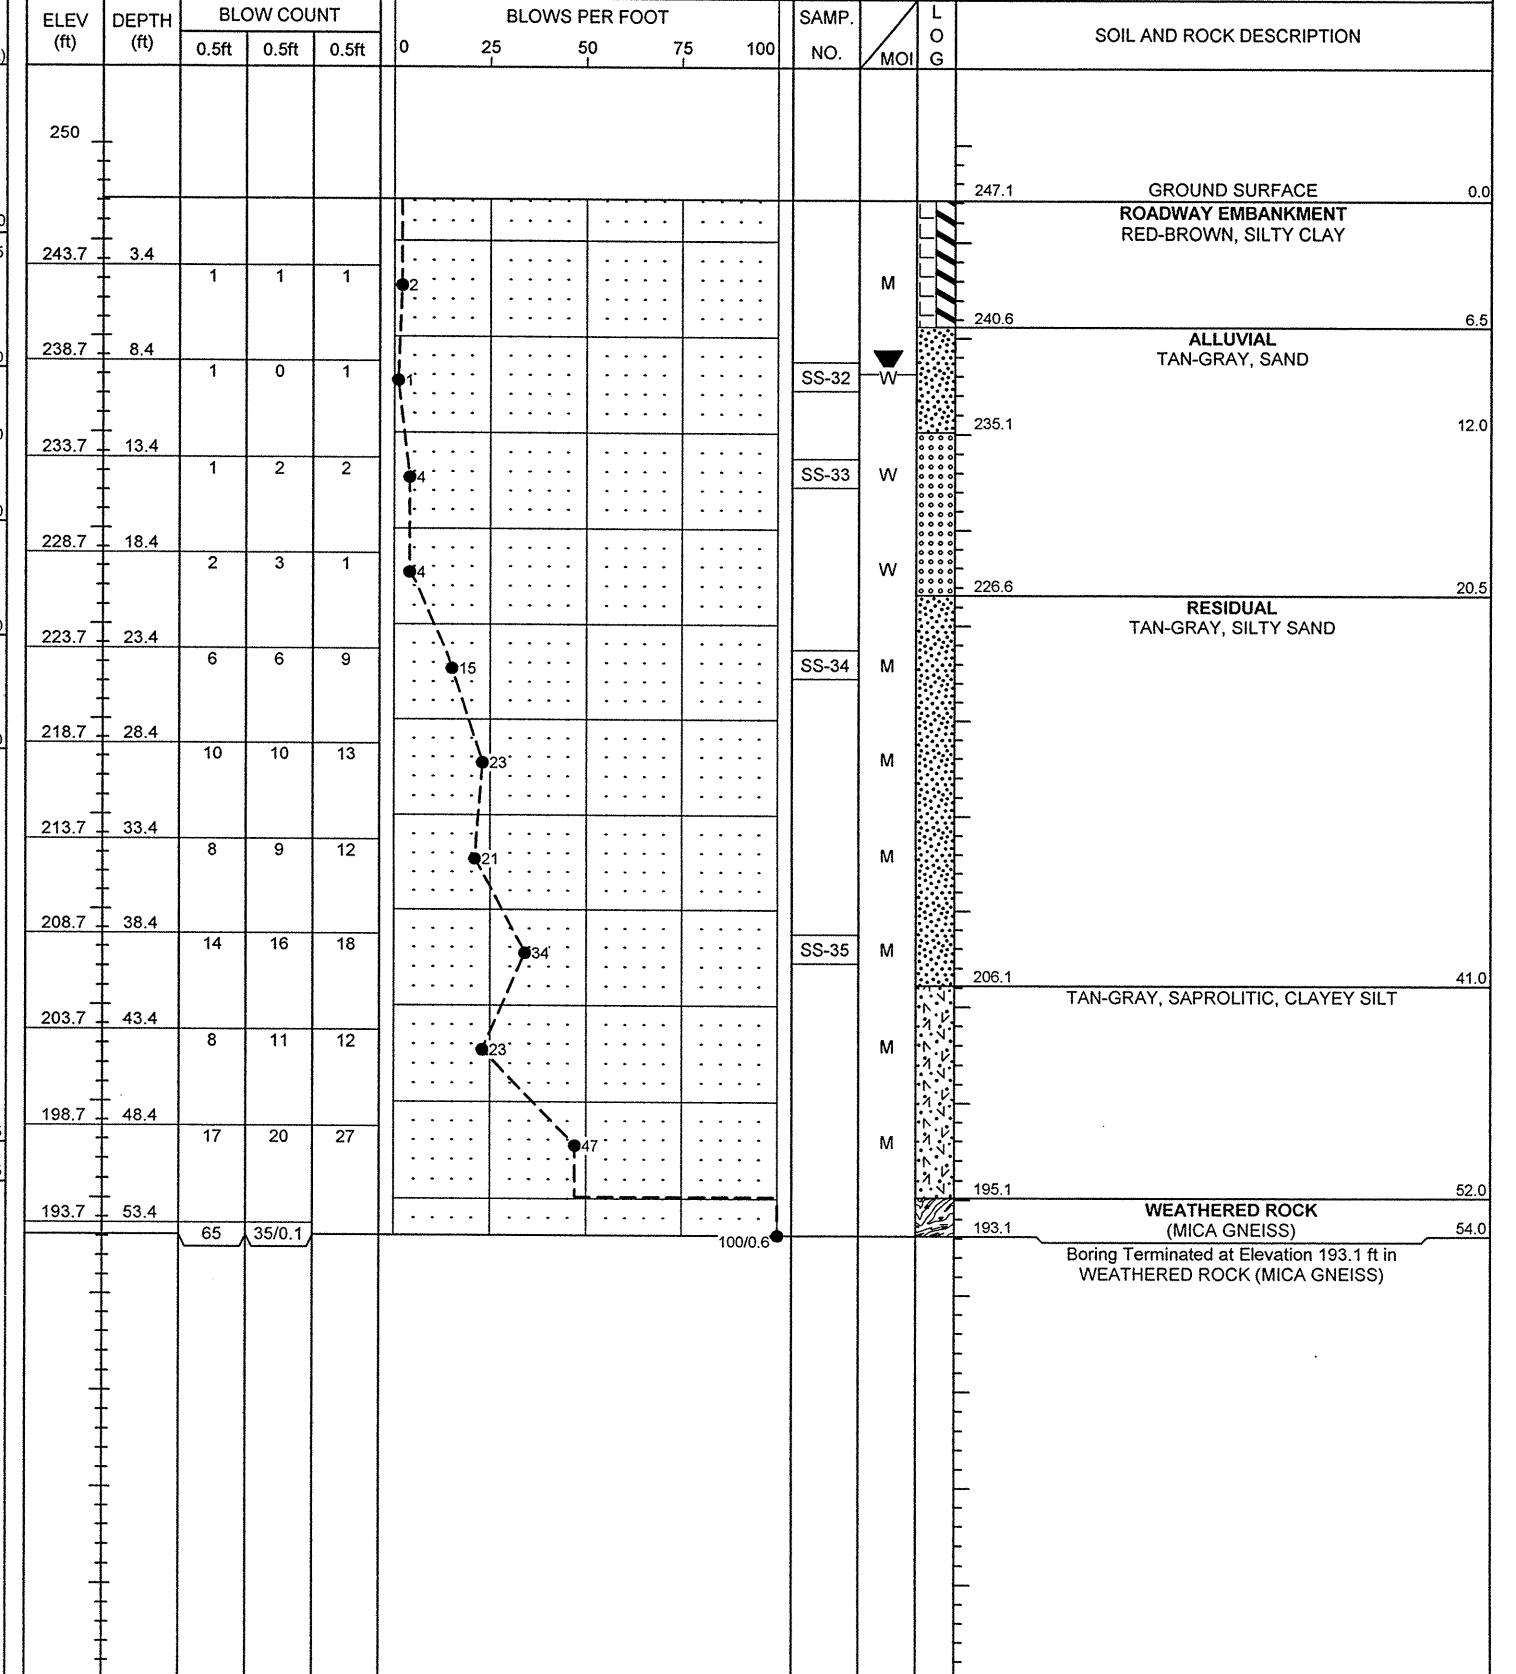 ELEV (ft) DEPTH (ft) BLOW COUNT 0.5ft 0.5ft 0.5ft BLOWS PER FOOT 0 25 50 75 100 SAMP. NO. MOI L O G SOIL AND ROCK DESCRIPTION
250
247.1 GROUND SURFACE 0.0
ROADWAY EMBANKMENT
RED-BROWN, SILTY CLAY
243.7 3.4
1 1 1 2 M
240.6 6.5
ALLUVIAL
TAN-GRAY, SAND
238.7 8.4
1 0 1 1 SS-32 W
235.1 12.0
233.7 13.4
1 2 2 4 SS-33 W
228.7 18.4
2 3 1 4 W
226.6 20.5
RESIDUAL
TAN-GRAY, SILTY SAND
223.7 23.4
6 6 9 15 SS-34 M
218.7 28.4
10 10 13 23 M
213.7 33.4
8 9 12 21 M
208.7 38.4
14 16 18 34 SS-35 M
206.1 41.0
TAN-GRAY, SAPROLITIC, CLAYEY SILT
203.7 43.4
8 11 12 23 M
198.7 48.4
17 20 27 47 M
195.1 52.0
WEATHERED ROCK
193.7 53.4
(MICA GNEISS)
65 35/0.1 100/0.6 193.1 54.0
Boring Terminated at Elevation 193.1 ft in
WEATHERED ROCK (MICA GNEISS)